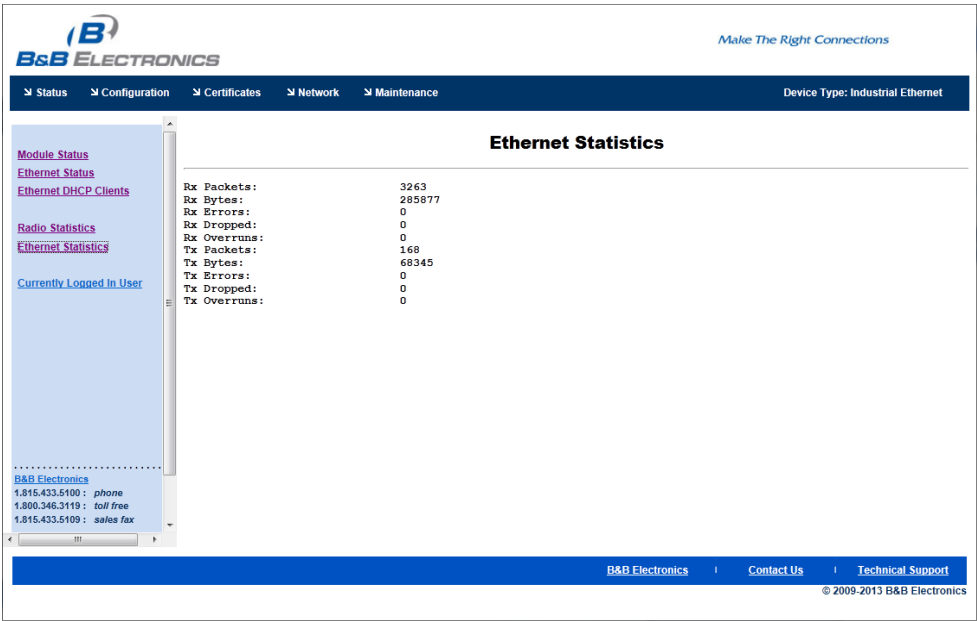 B
B&B ELECTRONICS
Make The Right Connections
Status Configuration Certificates Network Maintenance Device Type: Industrial Ethernet
Module Status
Ethernet Status
Ethernet DHCP Clients
Radio Statistics
Ethernet Statistics
Currently Logged In User
B&B Electronics
1.815.433.5100 : phone
1.800.346.3119 : toll free
1.815.433.5109 : sales fax
Ethernet Statistics
Rx Packets: 3263
Rx Bytes: 285877
Rx Errors: 0
Rx Dropped: 0
Rx Overruns: 0
Tx Packets: 168
Tx Bytes: 68345
Tx Errors: 0
Tx Dropped: 0
Tx Overruns: 0
B&B Electronics | Contact Us | Technical Support
© 2009-2013 B&B Electronics